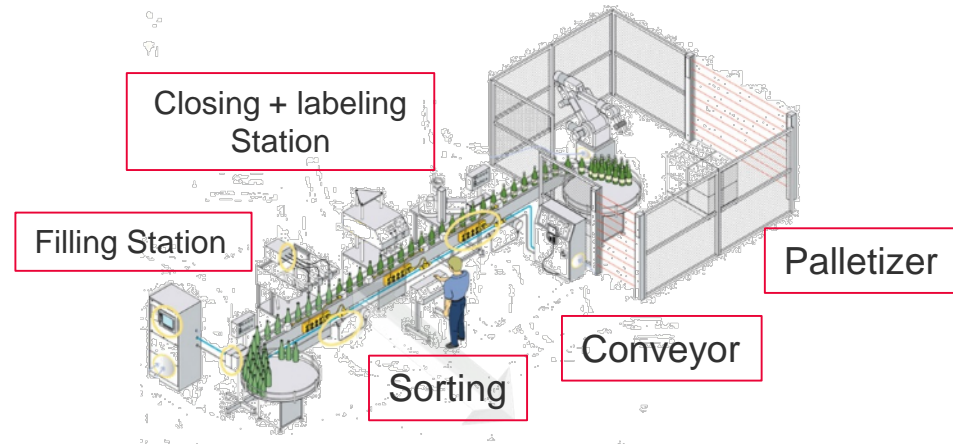 Closing + labeling
Station
Filling Station
Palletizer
Conveyor
Sorting